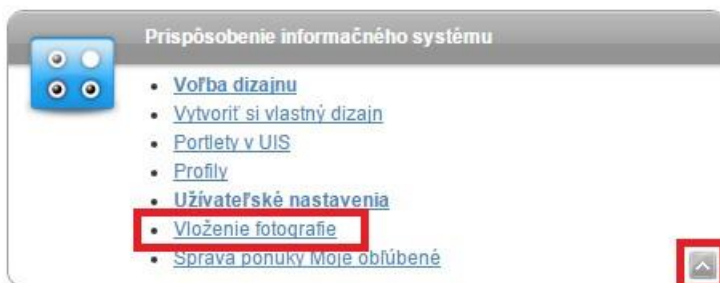 Prispôsobenie informačného systému
Voľba dizajnu
Vytvoriť si vlastný dizajn
Portlety v UIS
Profily
Užívateľské nastavenia
Vloženie fotografie
Správa ponuky Moje obľúbené